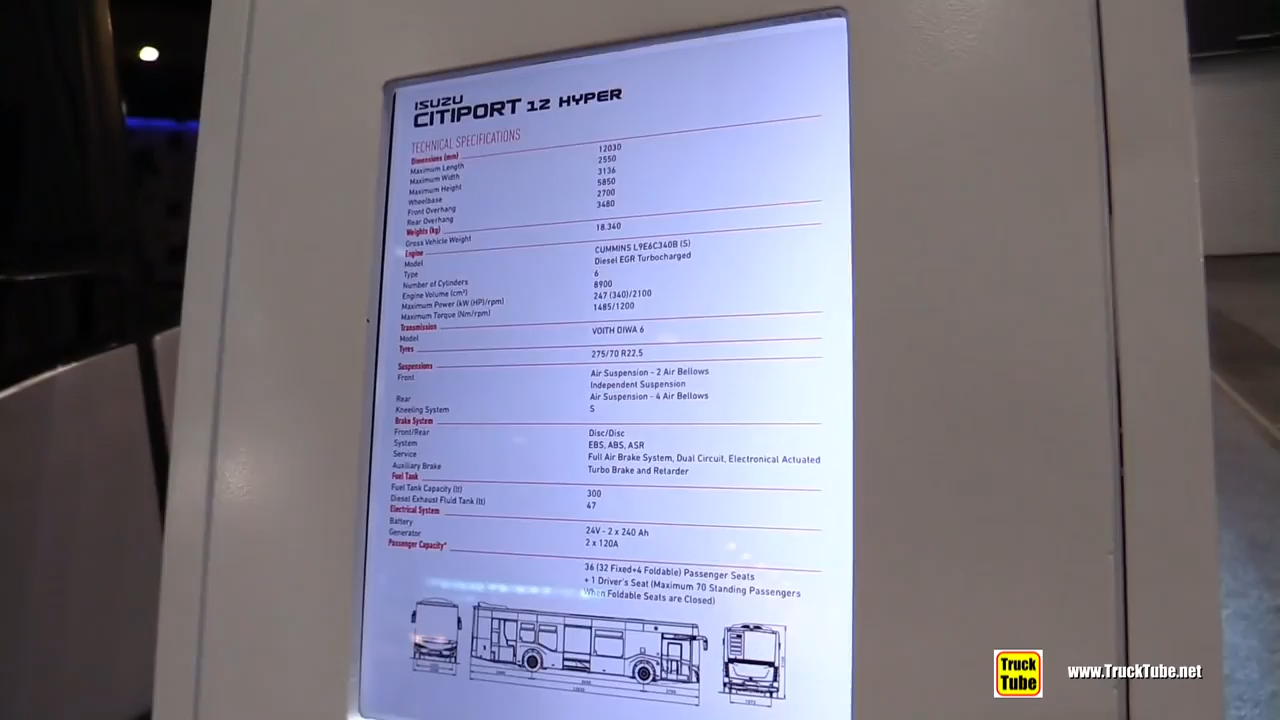 ISUZU
CITIPORT 12 HYPER
TECHNICAL SPECIFICATIONS
Dimensions (mm)
Maximum Length 12030
Maximum Width 2550
Maximum Height 3136
Wheelbase 5850
Front Overhang 2700
Rear Overhang 3480
Weights (kg)
Gross Vehicle Weight 18.340
Engine
Model CUMMINS L9E6C340B (S)
Type Diesel EGR Turbocharged
Number of Cylinders 6
Engine Volume (cm³) 8900
Maximum Power (kW (HP)/rpm) 247 (340)/2100
Maximum Torque (Nm/rpm) 1485/1200
Transmission
Model VOITH DIWA 6
Tyres
275/70 R22,5
Suspensions
Front Air Suspension - 2 Air Bellows
Independent Suspension
Rear Air Suspension - 4 Air Bellows
Kneeling System S
Brake System
Front/Rear Disc/Disc
System EBS, ABS, ASR
Service Full Air Brake System, Dual Circuit, Electronical Actuated
Auxiliary Brake Turbo Brake and Retarder
Fuel Tank
Fuel Tank Capacity (lt) 300
Diesel Exhaust Fluid Tank (lt) 47
Electrical System
Battery 24V - 2 x 240 Ah
Generator 2 x 120A
Passenger Capacity*
36 (32 Fixed+4 Foldable) Passenger Seats
+ 1 Driver's Seat (Maximum 70 Standing Passengers
When Foldable Seats are Closed)
Truck
Tube
www.TruckTube.net